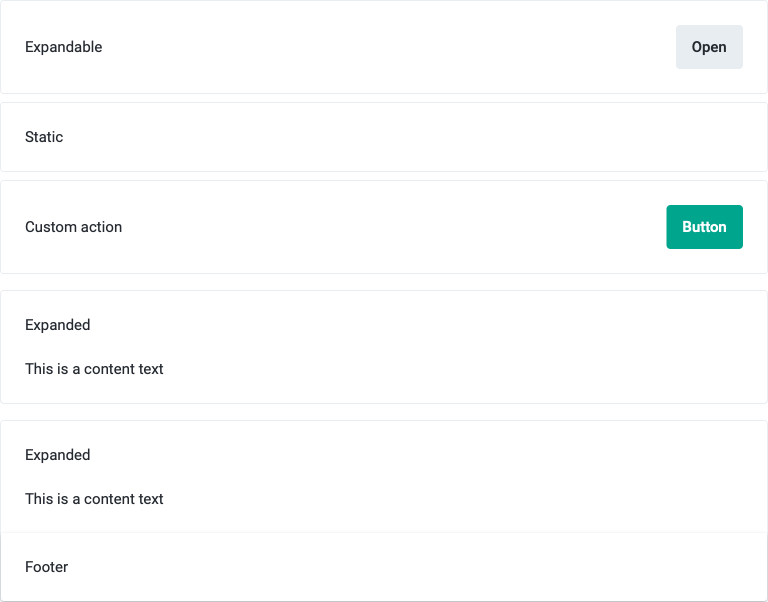 Expandable
Open
Static
Custom action
Button
Expanded
This is a content text
Expanded
This is a content text
Footer